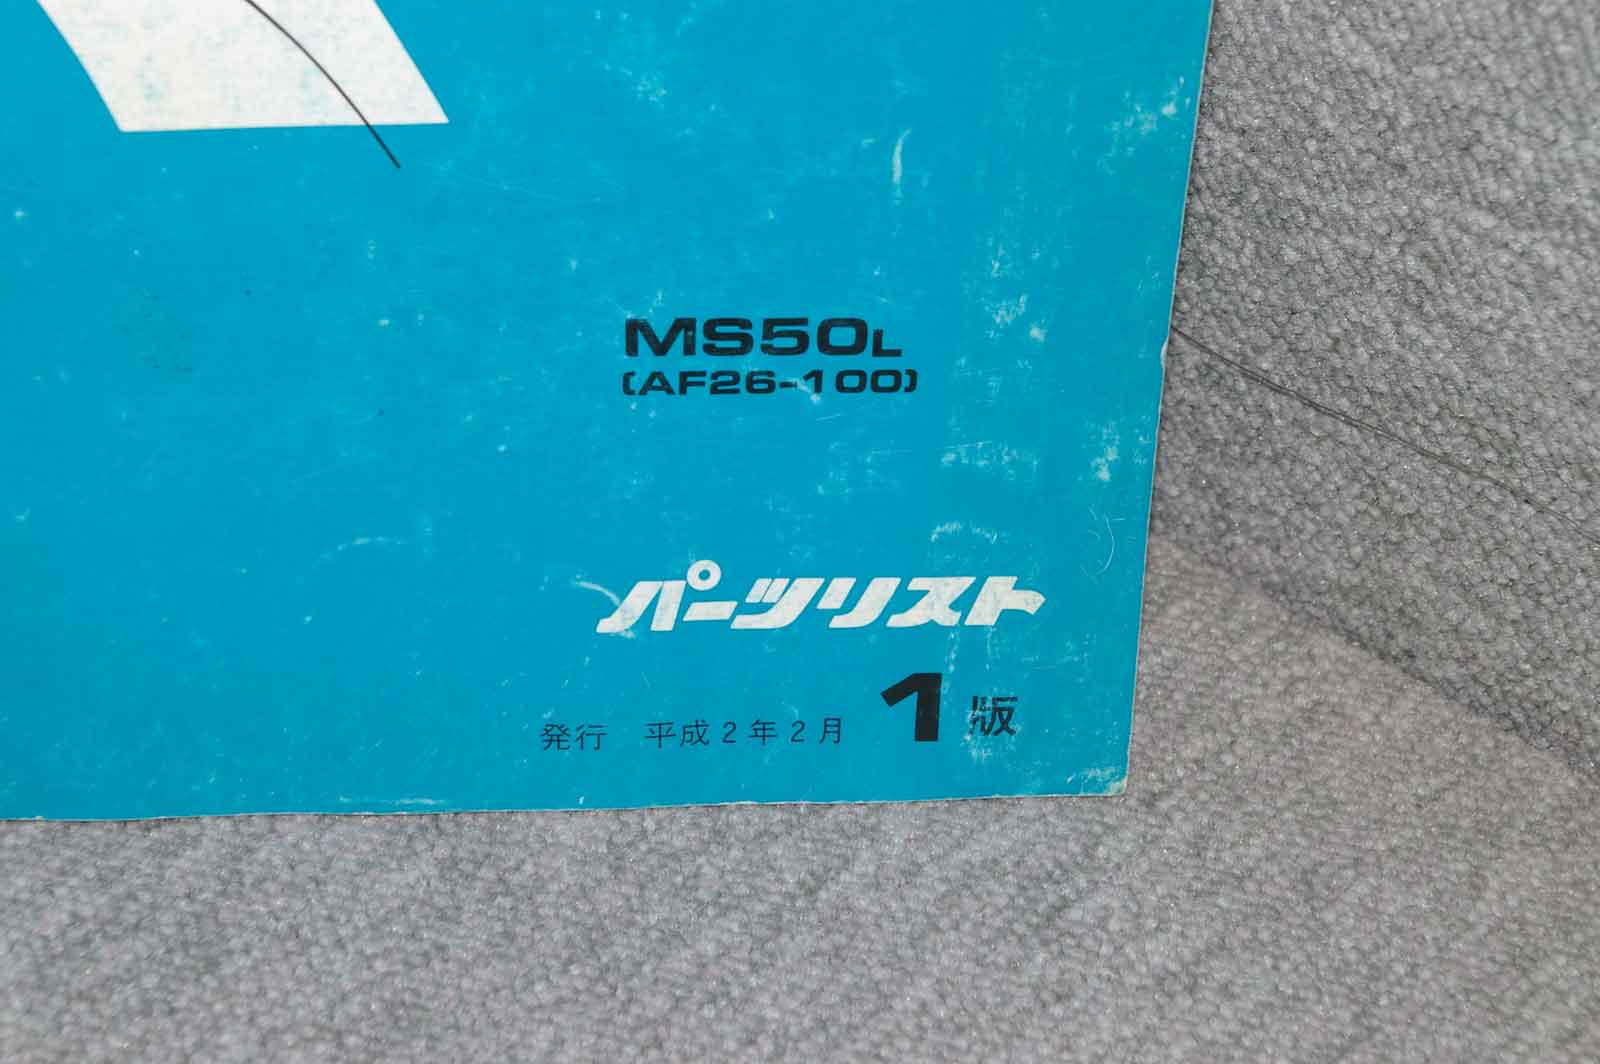 MS50L
(AF26-100)
パーツリスト
発行 平成2年2月 1版